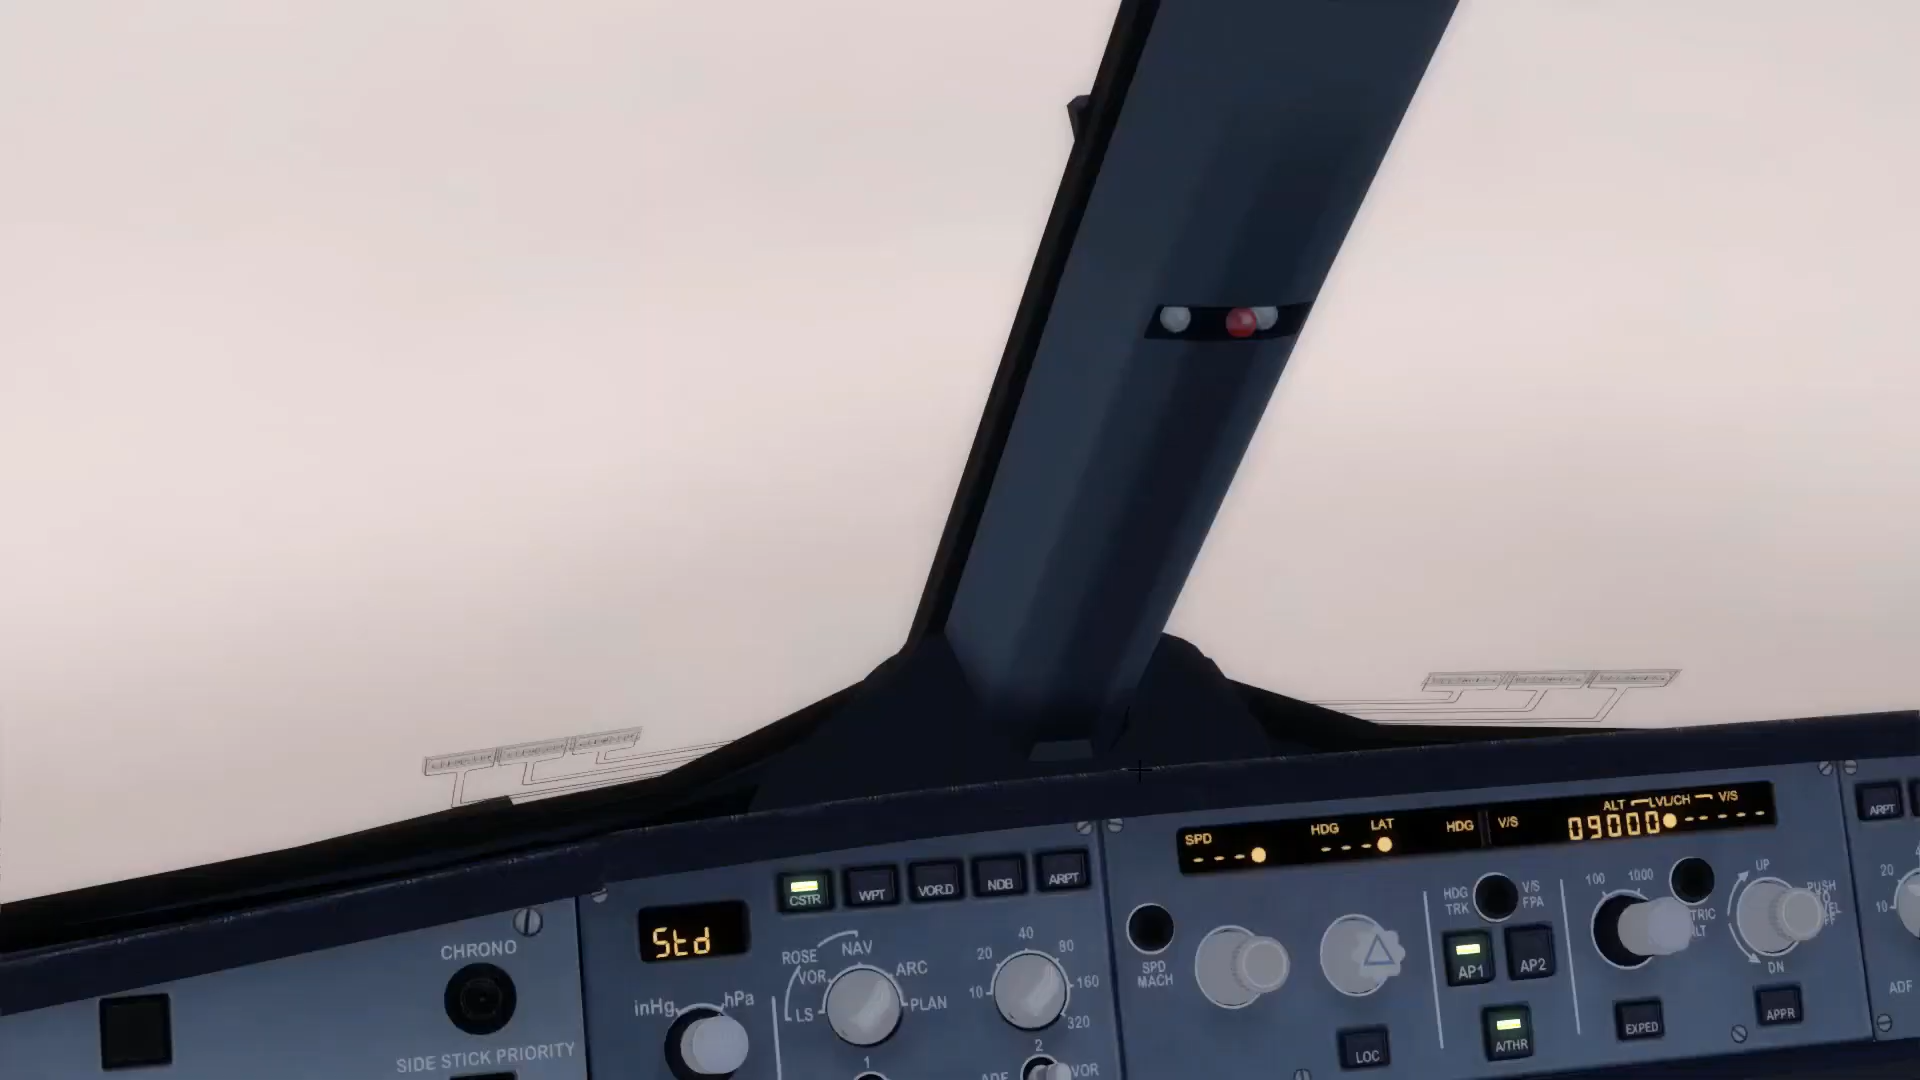 SPD
HDG LAT
HDG V/S
ALT LVL/CH V/S
---
---
09000
-----
Std
CSTR WPT VOR.D NDB ARPT
ARPT
CHRONO
SIDE STICK PRIORITY
inHg hPa
ROSE
LS VOR NAV ARC PLAN
10 20 40 80 160 320
1
2
ADF
VOR
SPD
MACH
HDG
TRK
V/S
FPA
AP1 AP2
A/THR
LOC
100 1000
EXPED
UP
DN
PUSH
APPR
20
10
ADF